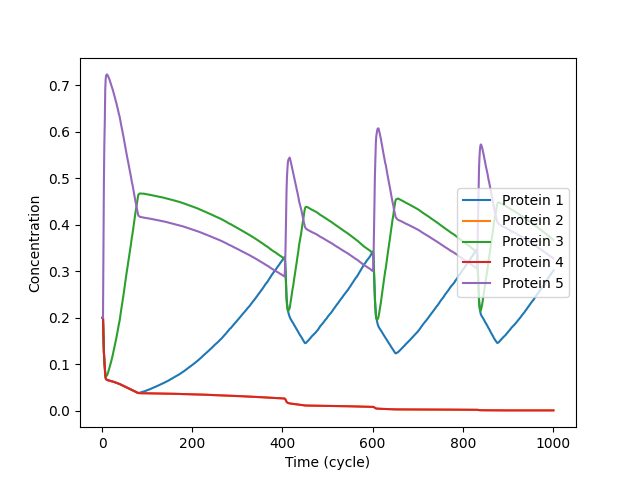 0.7
0.6
0.5
0.4
0.3
0.2
0.1
0.0
Concentration
Protein 1
Protein 2
Protein 3
Protein 4
Protein 5
0 200 400 600 800 1000
Time (cycle)